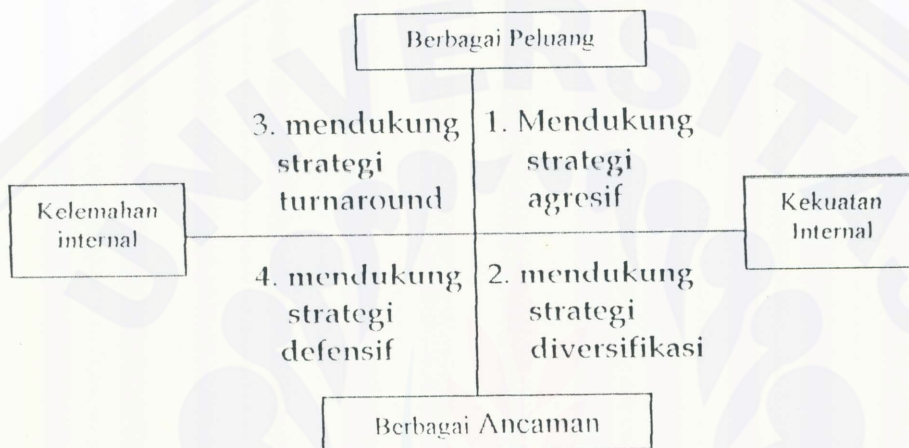 Berbagai Peluang
3. mendukung
strategi
turnaround
1. Mendukung
strategi
agresif
Kelemahan
internal
Kekuatan
Internal
4. mendukung
strategi
defensif
2. mendukung
strategi
diversifikasi
Berbagai Ancaman
UNIVERSITAS